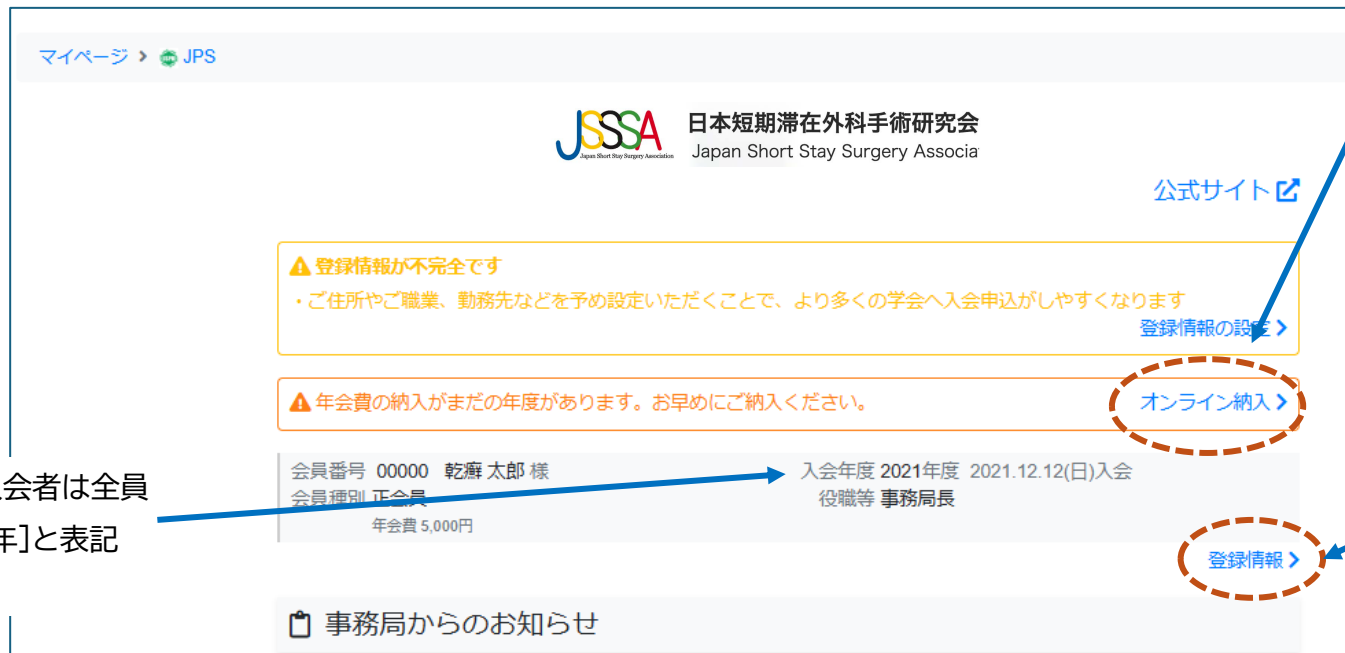 マイページ > JPS
JSSSA
Japan Short Stay Surgery Association
日本短期滞在外科手術研究会
Japan Short Stay Surgery Associa
公式サイト
登録情報が不完全です
・ご住所やご職業、勤務先などを予め設定いただくことで、より多くの学会へ入会申込がしやすくなります
登録情報の設定
年会費の納入がまだの年度があります。お早めにご納入ください。 オンライン納入
会員番号 00000 乾癬 太郎 様 入会年度 2021年度 2021.12.12(日)入会
会員種別 正会員 役職等 事務局長
年会費 5,000円
会者は全員
年]と表記
登録情報
事務局からのお知らせ